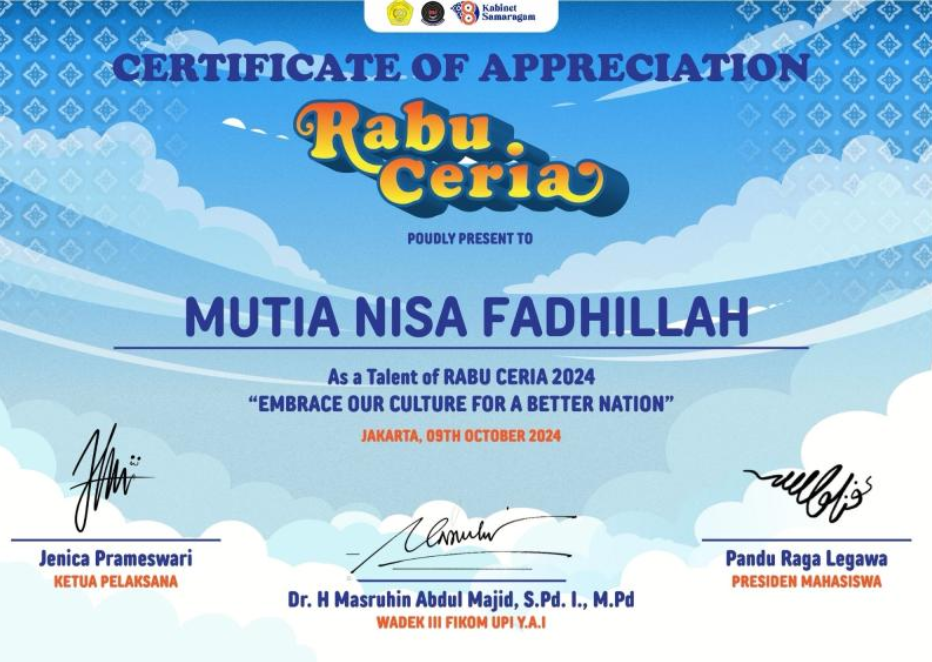 Kabinet
Samaragam
CERTIFICATE OF APPRECIATION
Rabu
Ceria
POUDLY PRESENT TO
MUTIA NISA FADHILLAH
As a Talent of RABU CERIA 2024
“EMBRACE OUR CULTURE FOR A BETTER NATION”
JAKARTA, 09TH OCTOBER 2024
Jenica Prameswari
KETUA PELAKSANA
Pandu Raga Legawa
PRESIDEN MAHASISWA
Dr. H Masruhin Abdul Majid, S.Pd. I., M.Pd
WADEK III FIKOM UPI Y.A.I